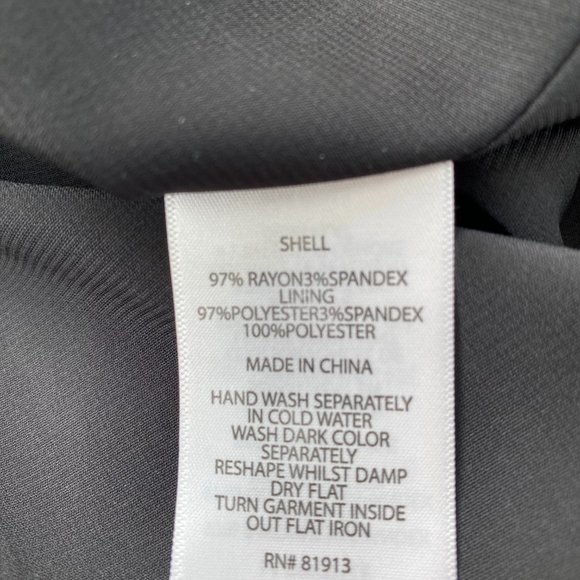 SHELL
97% RAYON3%SPANDEX
LINING
97%POLYESTER3%SPANDEX
100%POLYESTER
MADE IN CHINA
HAND WASH SEPARATELY
IN COLD WATER
WASH DARK COLOR
SEPARATELY
RESHAPE WHILST DAMP
DRY FLAT
TURN GARMENT INSIDE
OUT FLAT IRON
RN# 81913